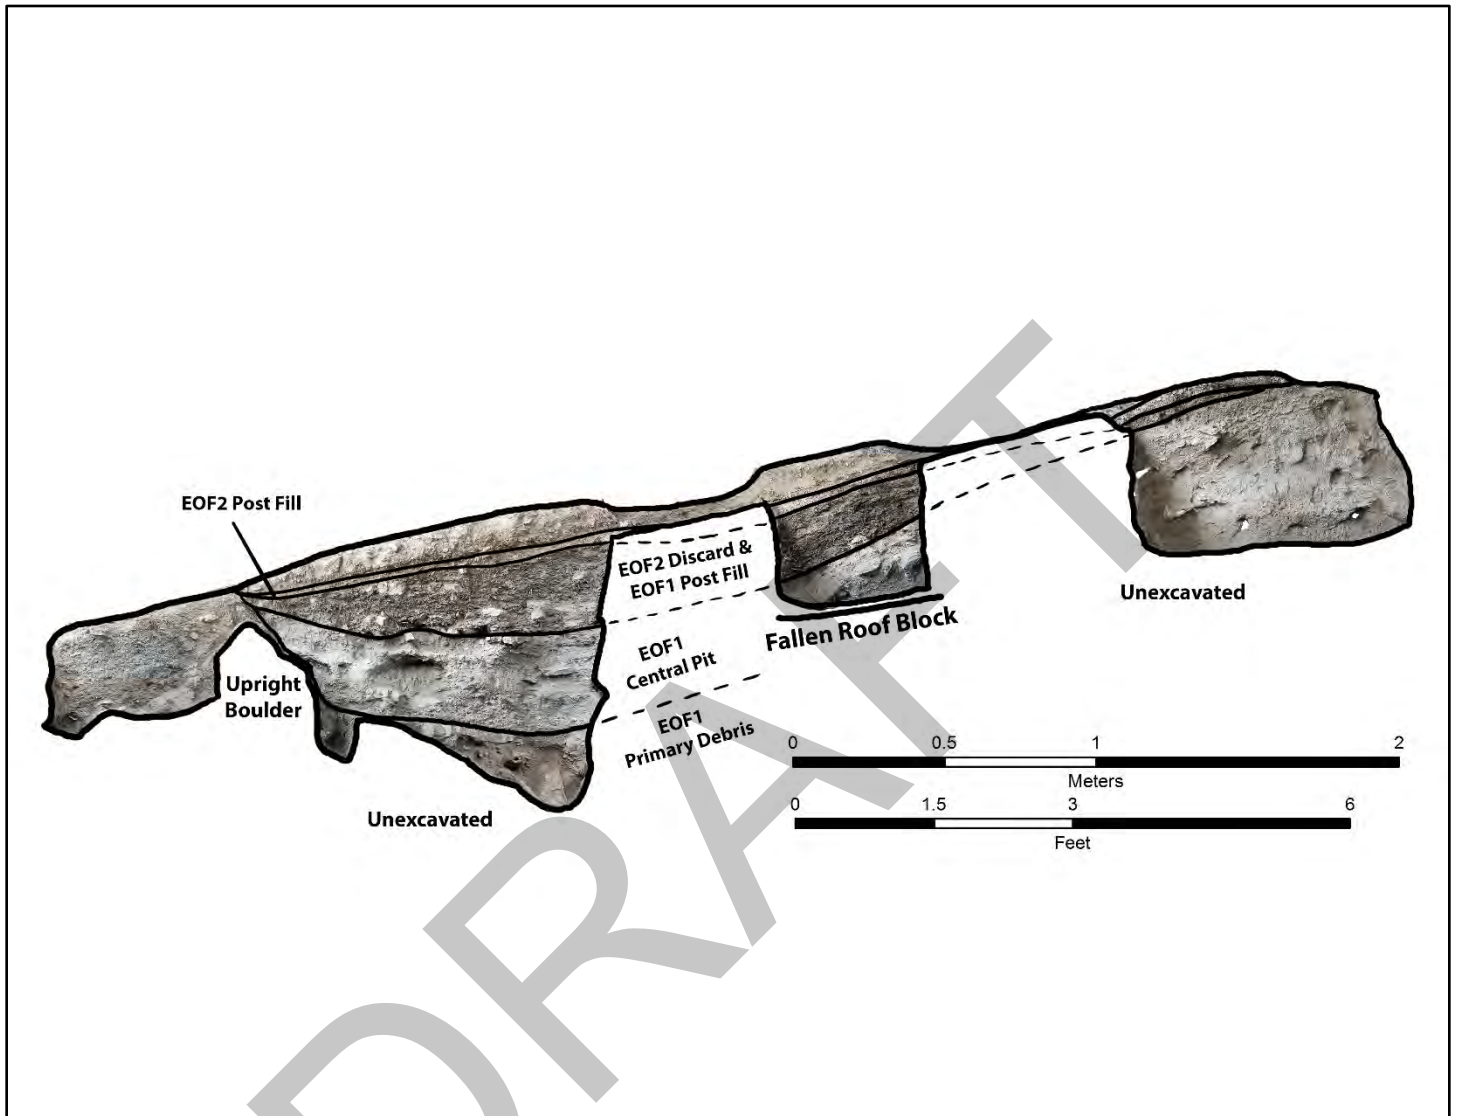 EOF2 Post Fill
EOF2 Discard &
EOF1 Post Fill
Unexcavated
Fallen Roof Block
EOF1
Central Pit
Upright
Boulder
EOF1
Primary Debris
0 0.5 1 2
Meters
0 1.5 3 6
Feet
Unexcavated
DRAFT